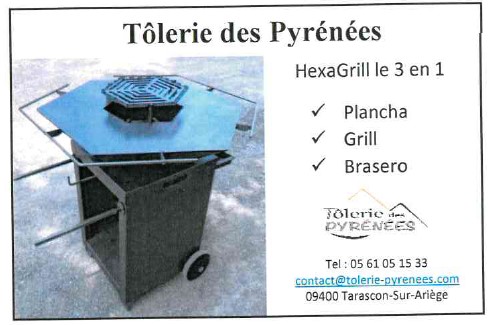 Tôlerie des Pyrénées
HexaGrill le 3 en 1
✓ Plancha
✓ Grill
✓ Brasero
Tôlerie des
PYRÉNÉES
Tel : 05 61 05 15 33
contact@tolerie-pyrenees.com
09400 Tarascon-Sur-Ariège